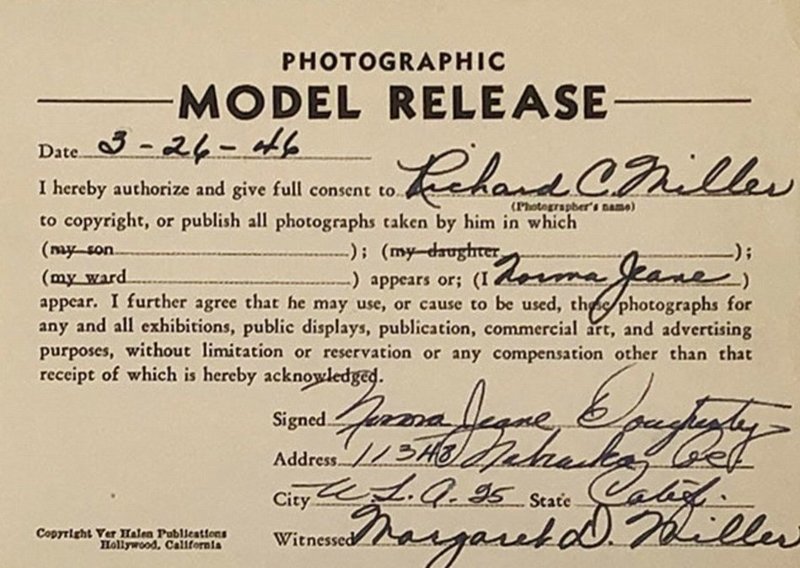 PHOTOGRAPHIC
MODEL RELEASE
Date 3-26-46
I hereby authorize and give full consent to Richard C. Miller
(Photographer's name)
to copyright, or publish all photographs taken by him in which
(my son ); (my daughter );
(my ward ) appears or; (I Norma Jeane )
appear. I further agree that he may use, or cause to be used, these photographs for
any and all exhibitions, public displays, publication, commercial art, and advertising
purposes, without limitation or reservation or any compensation other than that
receipt of which is hereby acknowledged.
Signed Norma Jeane Dougherty
Address 11348 Nebraska
City W. L. A. 25 State Calif.
Witnessed Margaret D. Miller
Copyright Ver Halen Publications
Hollywood, California